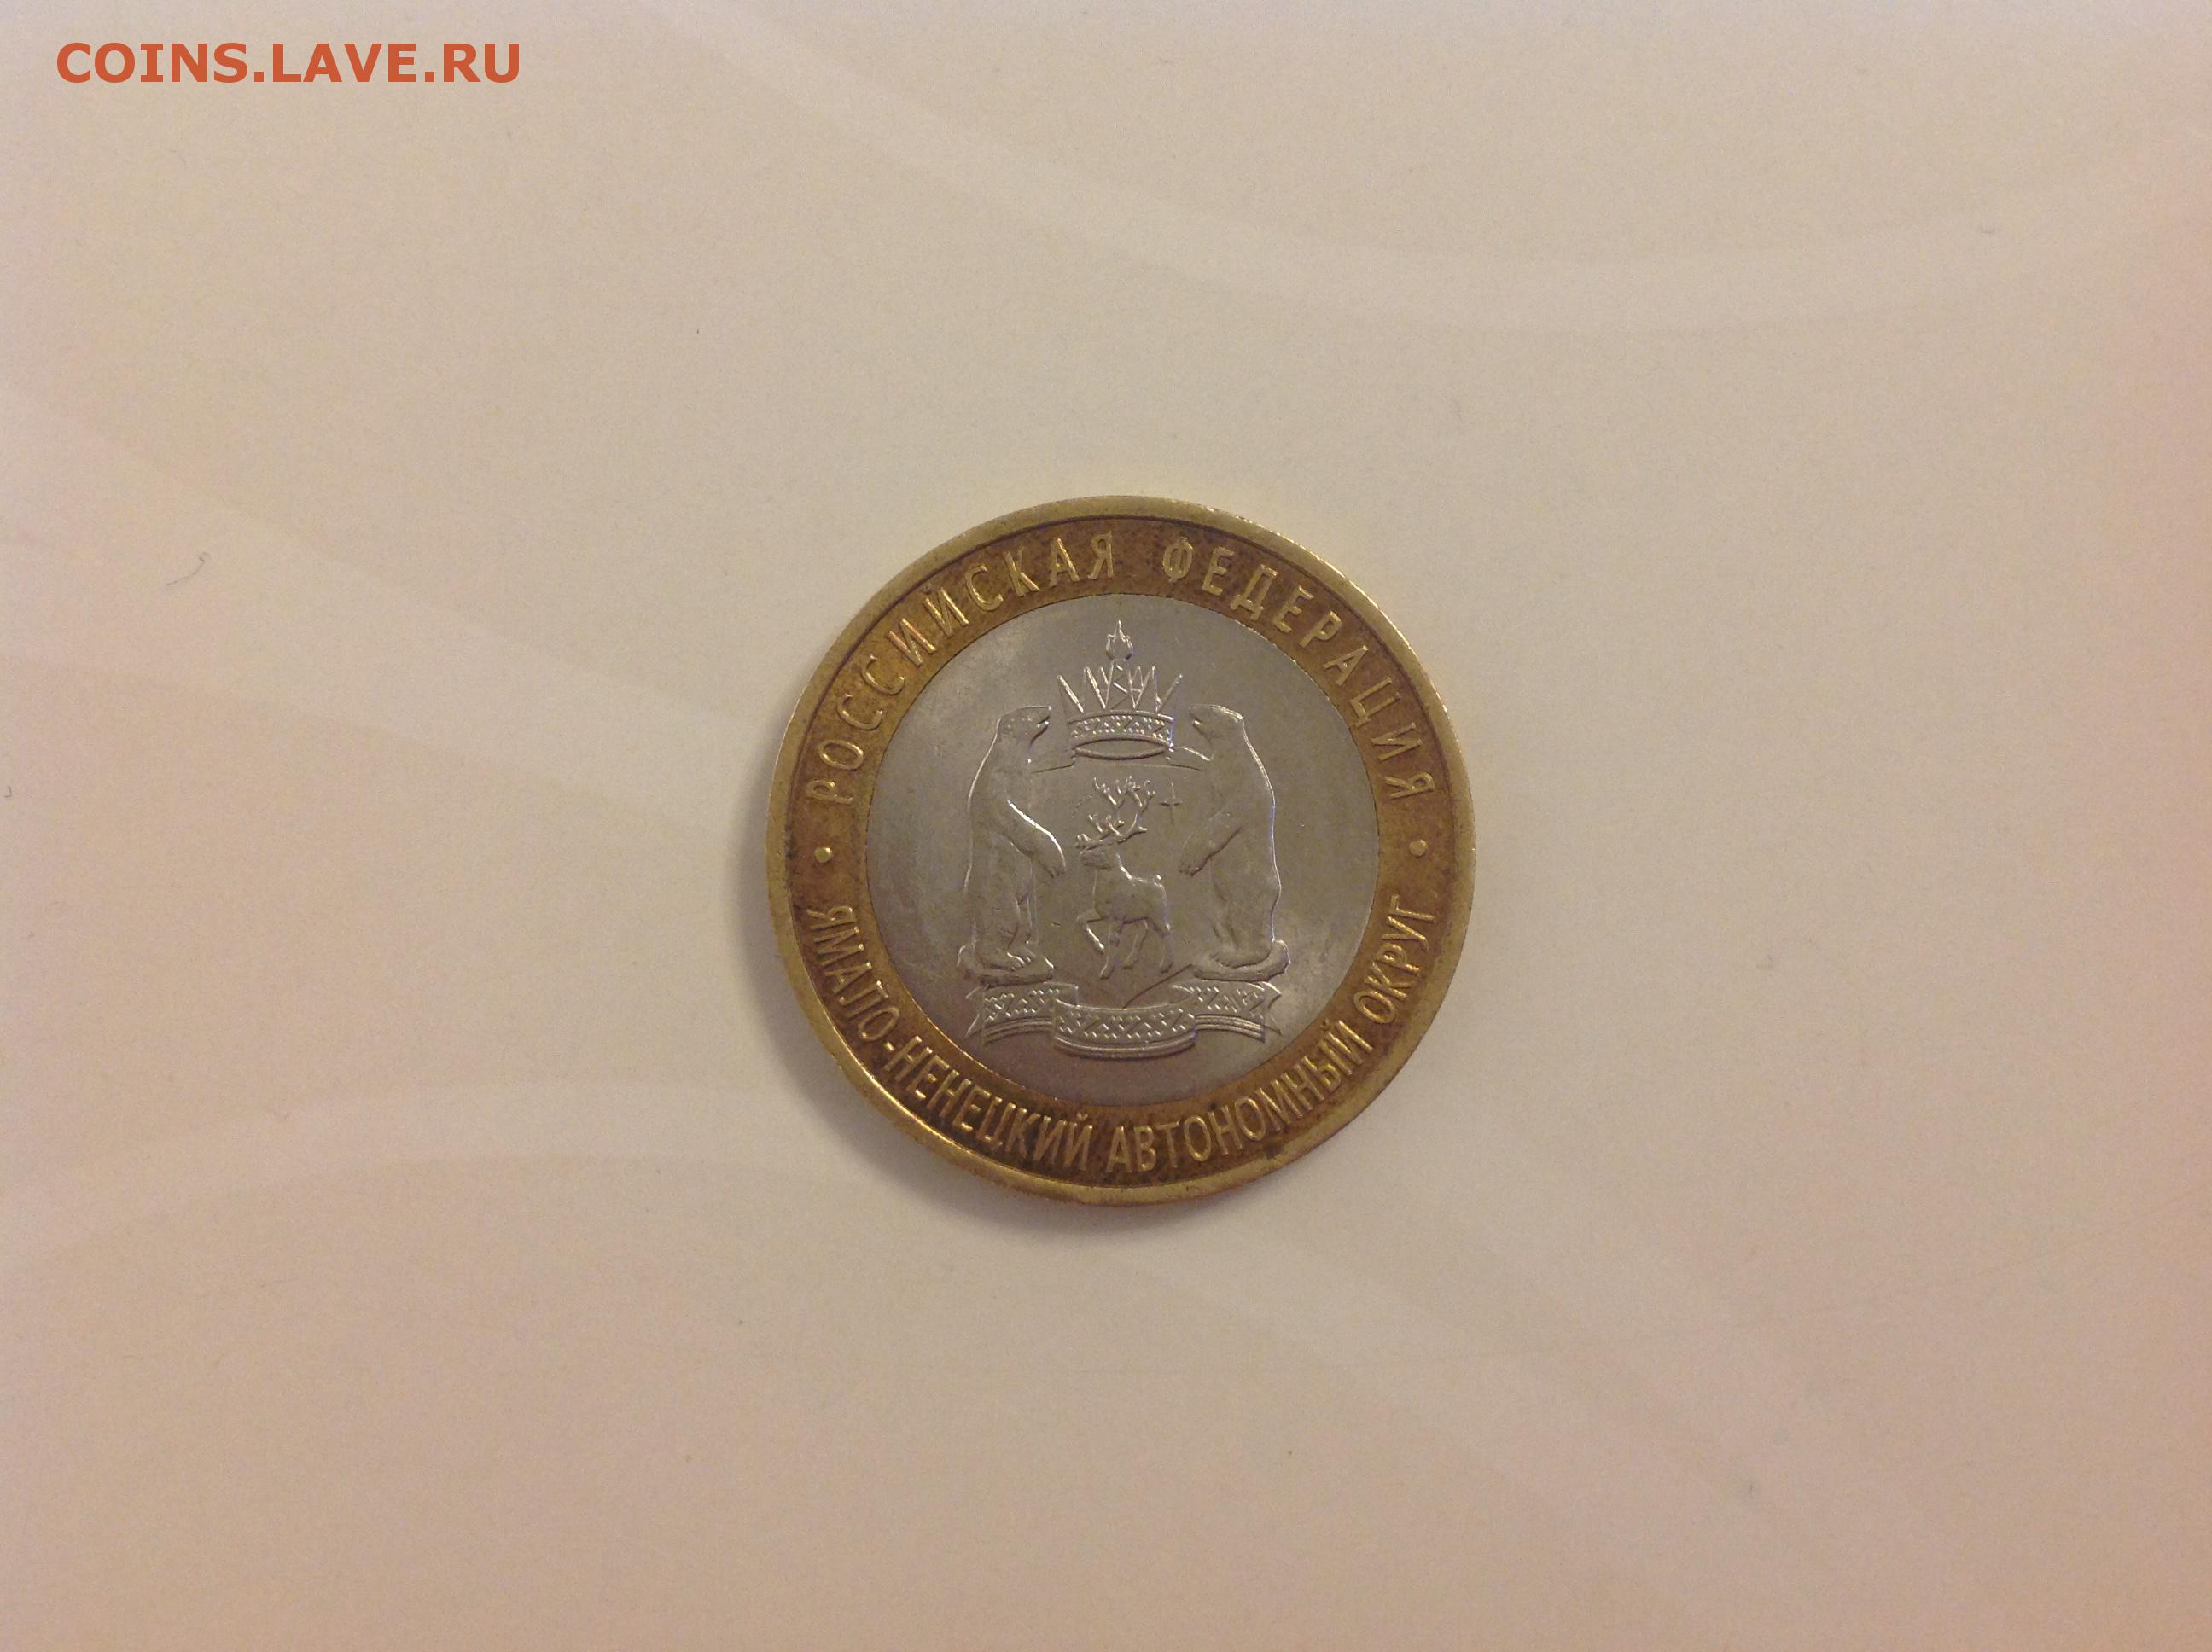 COINS.LAVE.RU
• РОССИЙСКАЯ ФЕДЕРАЦИЯ •
ЯМАЛО-НЕНЕЦКИЙ АВТОНОМНЫЙ ОКРУГ